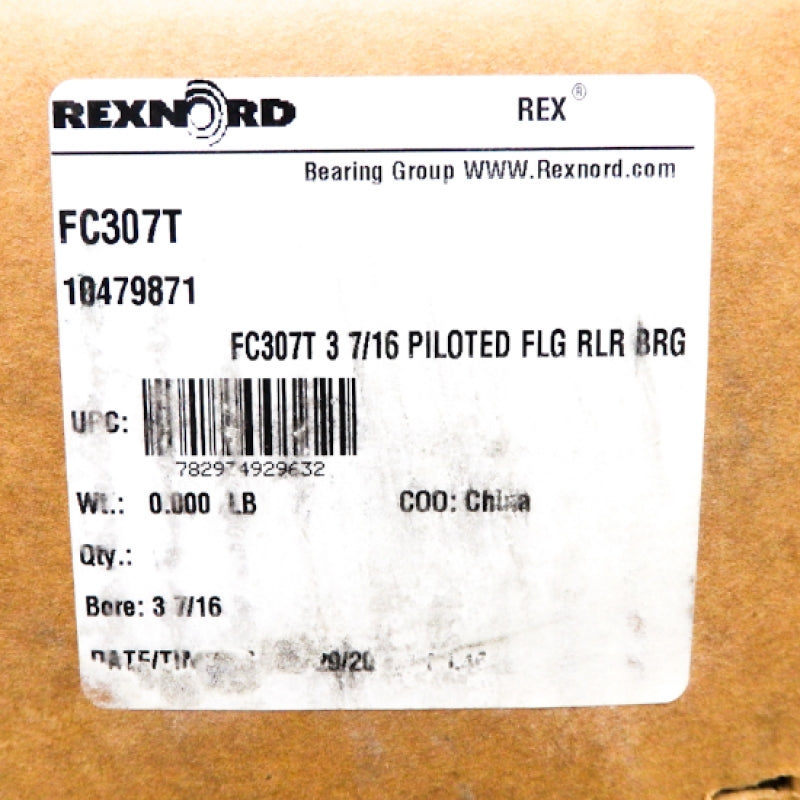 REXNORD
REX ®
Bearing Group WWW.Rexnord.com
FC307T
10479871
FC307T 3 7/16 PILOTED FLG RLR BRG
UPC:
Wt.: 0.000 LB
COO: China
Qty.:
Bore: 3 7/16